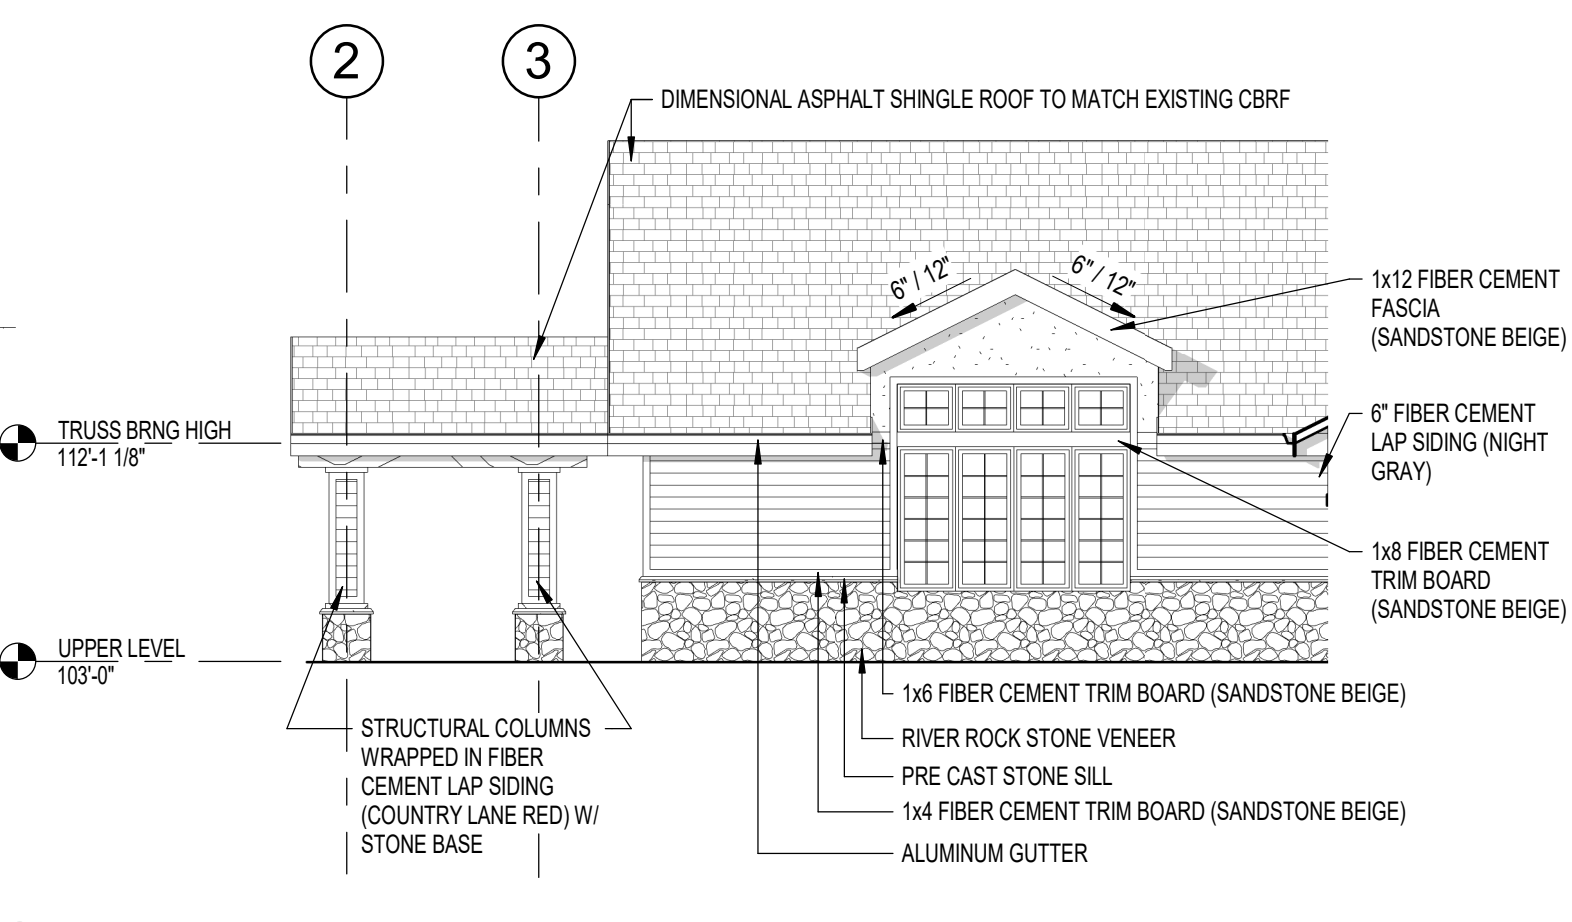 2
3
DIMENSIONAL ASPHALT SHINGLE ROOF TO MATCH EXISTING CBRF
6" / 12"
6" / 12"
1x12 FIBER CEMENT
FASCIA
(SANDSTONE BEIGE)
6" FIBER CEMENT
LAP SIDING (NIGHT
GRAY)
TRUSS BRNG HIGH
112'-1 1/8"
1x8 FIBER CEMENT
TRIM BOARD
(SANDSTONE BEIGE)
UPPER LEVEL
103'-0"
STRUCTURAL COLUMNS
WRAPPED IN FIBER
CEMENT LAP SIDING
(COUNTRY LANE RED) W/
STONE BASE
1x6 FIBER CEMENT TRIM BOARD (SANDSTONE BEIGE)
RIVER ROCK STONE VENEER
PRE CAST STONE SILL
1x4 FIBER CEMENT TRIM BOARD (SANDSTONE BEIGE)
ALUMINUM GUTTER